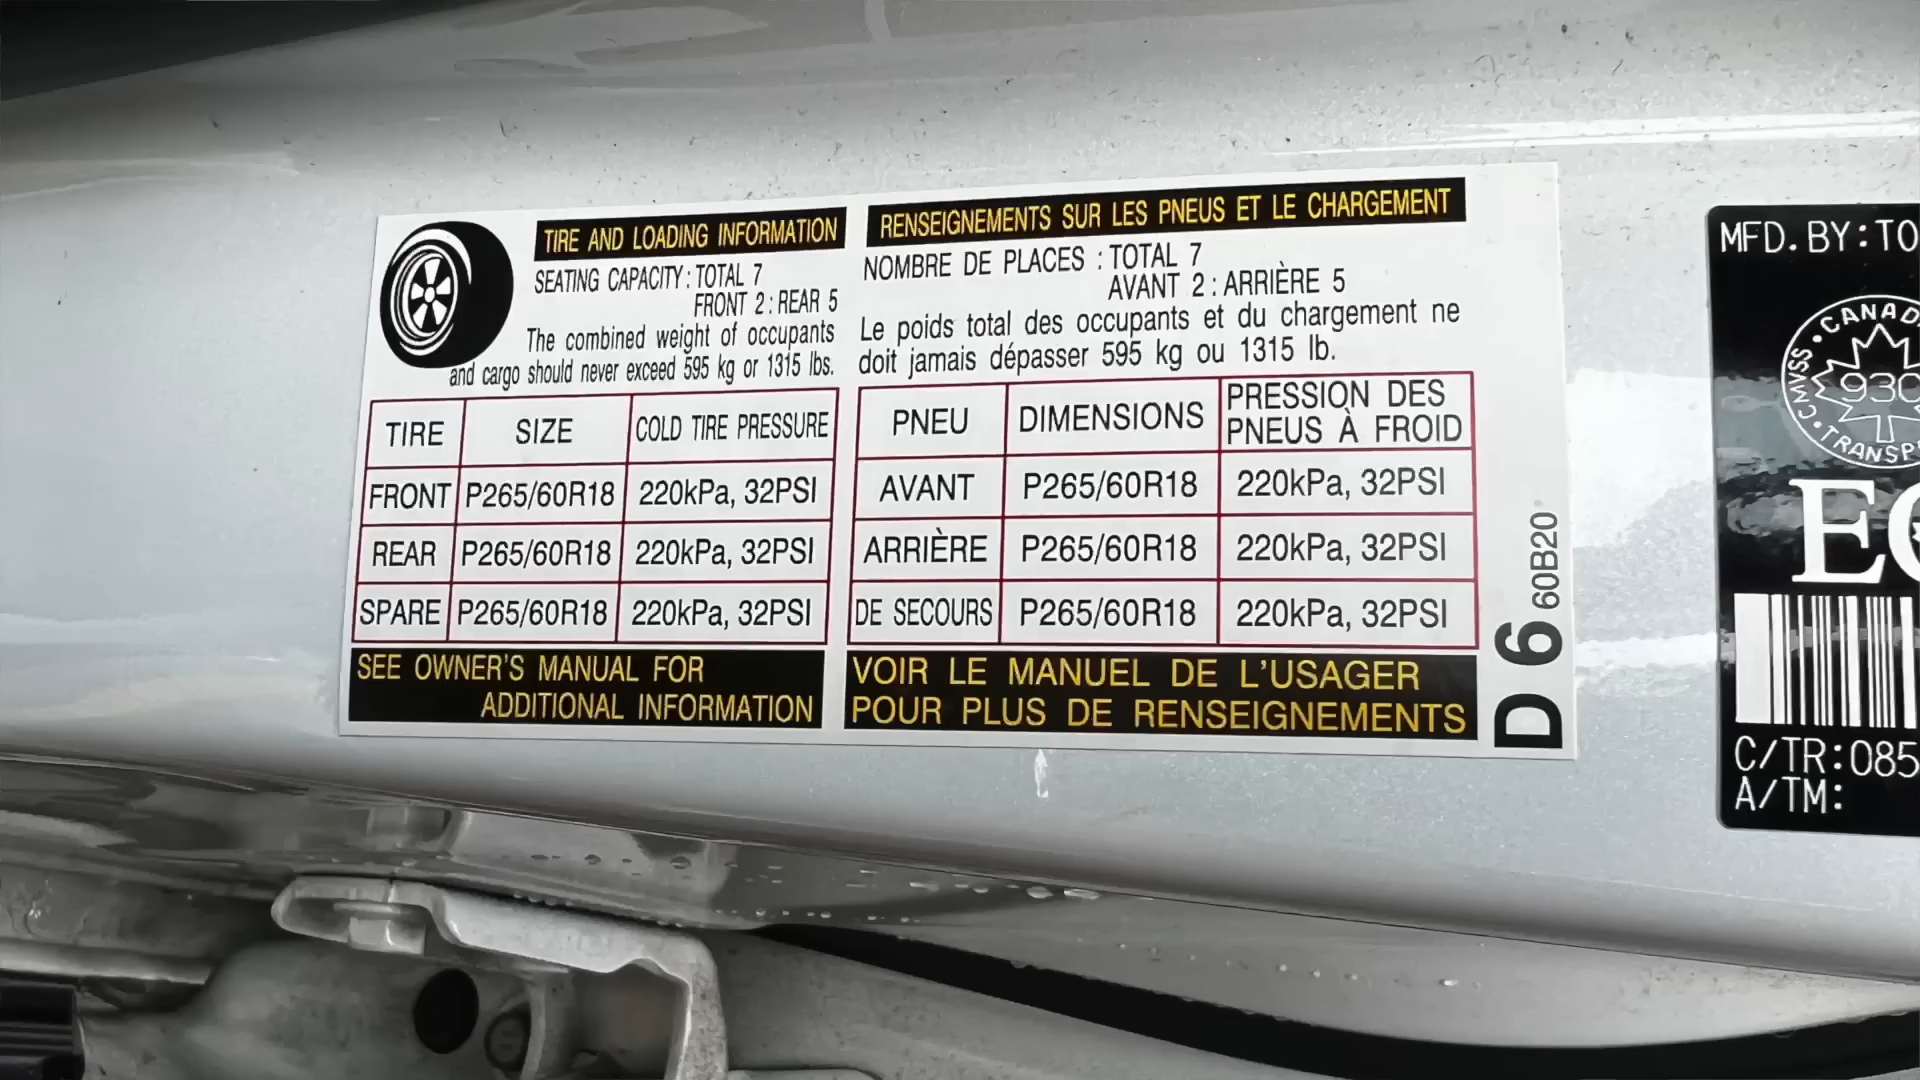 TIRE AND LOADING INFORMATION
SEATING CAPACITY: TOTAL 7
FRONT 2: REAR 5
The combined weight of occupants
and cargo should never exceed 595 kg or 1315 lbs.
TIRE SIZE COLD TIRE PRESSURE
FRONT P265/60R18 220kPa, 32PSI
REAR P265/60R18 220kPa, 32PSI
SPARE P265/60R18 220kPa, 32PSI
SEE OWNER'S MANUAL FOR
ADDITIONAL INFORMATION
RENSEIGNEMENTS SUR LES PNEUS ET LE CHARGEMENT
NOMBRE DE PLACES : TOTAL 7
AVANT 2 : ARRIÈRE 5
Le poids total des occupants et du chargement ne
doit jamais dépasser 595 kg ou 1315 lb.
PNEU DIMENSIONS PRESSION DES
PNEUS À FROID
AVANT P265/60R18 220kPa, 32PSI
ARRIÈRE P265/60R18 220kPa, 32PSI
DE SECOURS P265/60R18 220kPa, 32PSI
VOIR LE MANUEL DE L'USAGER
POUR PLUS DE RENSEIGNEMENTS
D 6 60B20
MFD.BY:TO
CANAD
CMVSS
930
TRANSP
C/TR:085
A/TM: